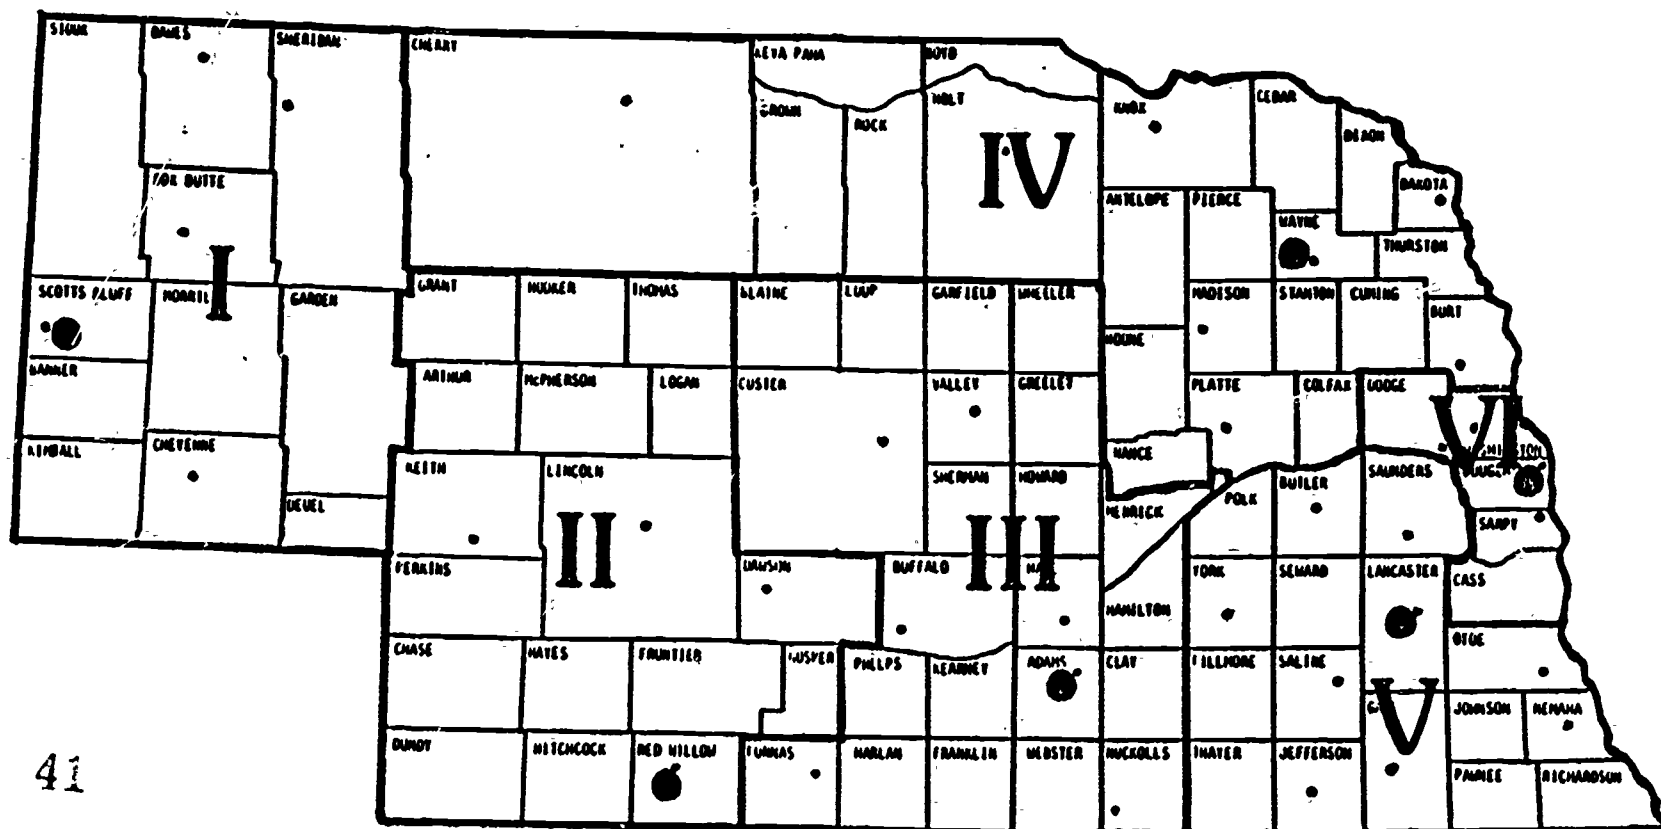 SIOUX DAWES SHERIDAN CHERRY KEYA PAHA BOYD
BROWN ROCK HOLT KNOX CEDAR DIXON
IV
BOX BUTTE DAKOTA
ANTELOPE PIERCE WAYNE THURSTON
I
SCOTTS BLUFF MORRILL GARDEN GRANT HOOKER THOMAS BLAINE LOUP GARFIELD WHEELER MADISON STANTON CUMING BURT
BOONE
BANNER ARTHUR McPHERSON LOGAN CUSTER VALLEY GREELEY PLATTE COLFAX DODGE
VI
WASHINGTON
KIMBALL CHEYENNE KEITH LINCOLN SHERMAN HOWARD NANCE SAUNDERS DOUGLAS
DEUEL MERRICK POLK BUTLER SARPY
II III
PERKINS DAWSON BUFFALO HALL YORK SEWARD LANCASTER CASS
HAMILTON
CHASE HAYES FRONTIER GOSPER PHELPS KEARNEY ADAMS CLAY FILLMORE SALINE OTOE
V
JOHNSON NEMAHA
DUNDY HITCHCOCK RED WILLOW FURNAS HARLAN FRANKLIN WEBSTER NUCKOLLS THAYER JEFFERSON PAWNEE RICHARDSON
41